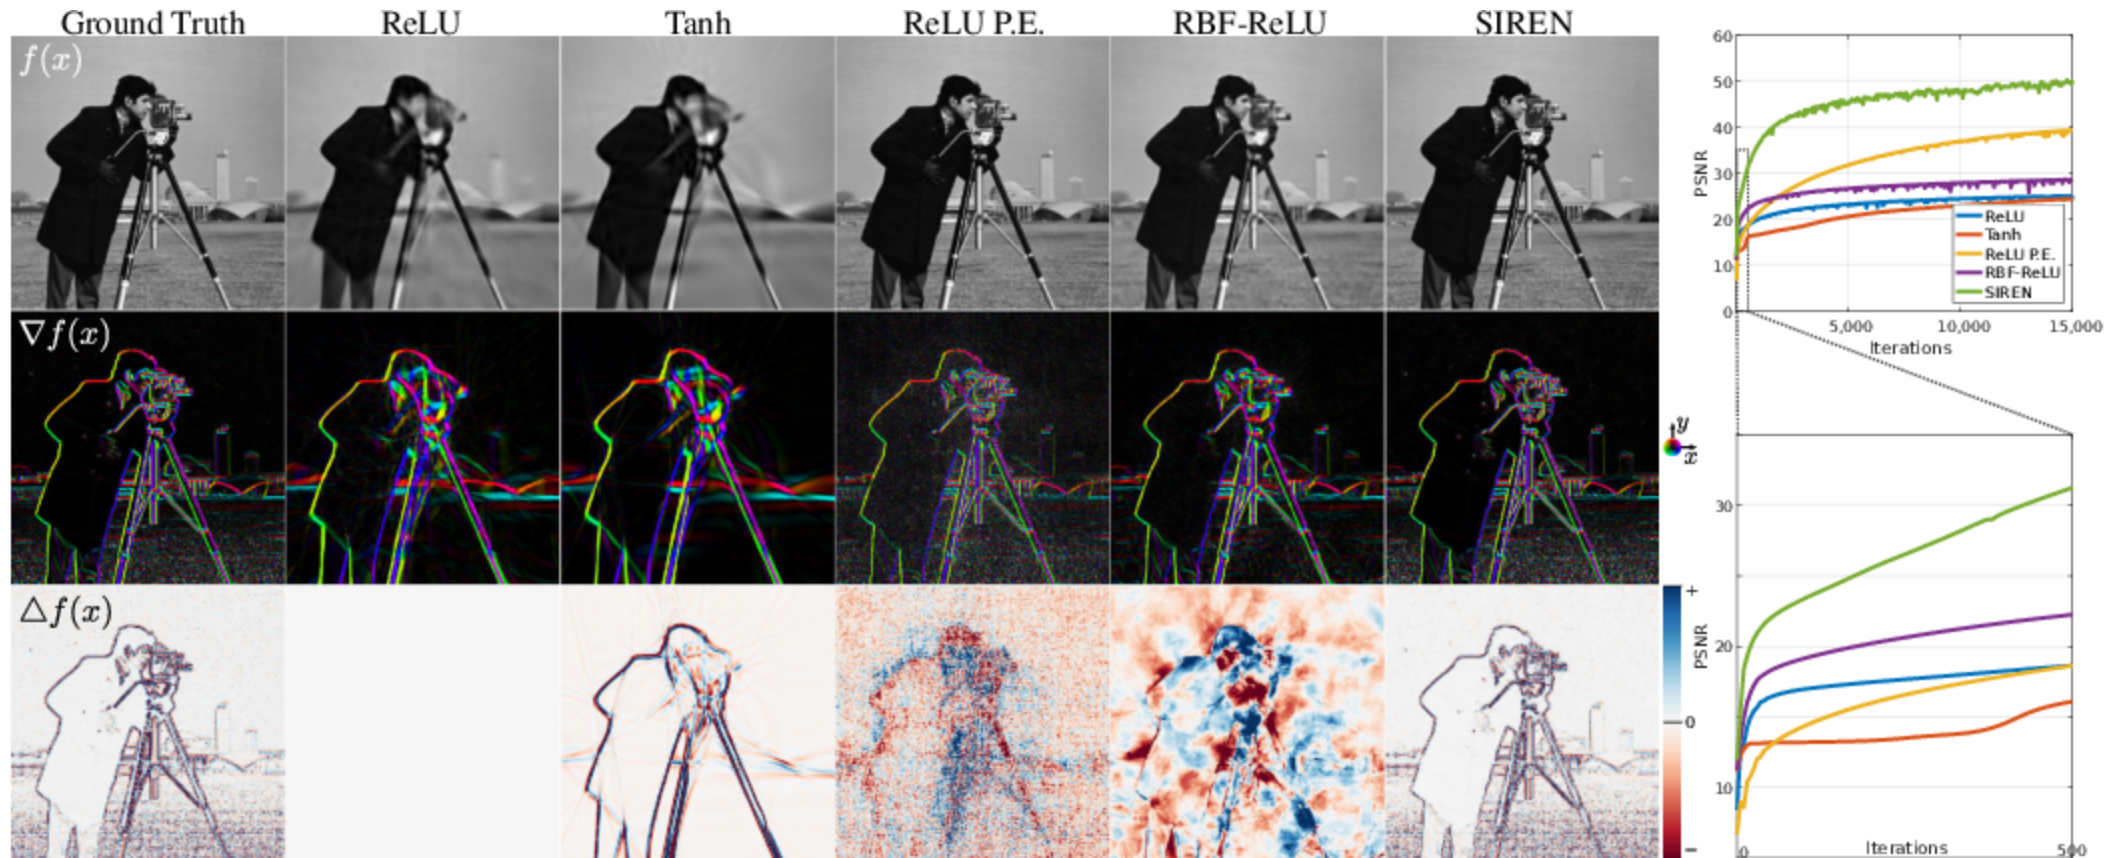 Ground Truth ReLU Tanh ReLU P.E. RBF-ReLU SIREN
f(x)
∇f(x)
△f(x)
y
x
+
0
−
60
50
40
30
20
10
0
PSNR
5,000 10,000 15,000
Iterations
ReLU
Tanh
ReLU P.E.
RBF-ReLU
SIREN
30
20
10
PSNR
0 500
Iterations